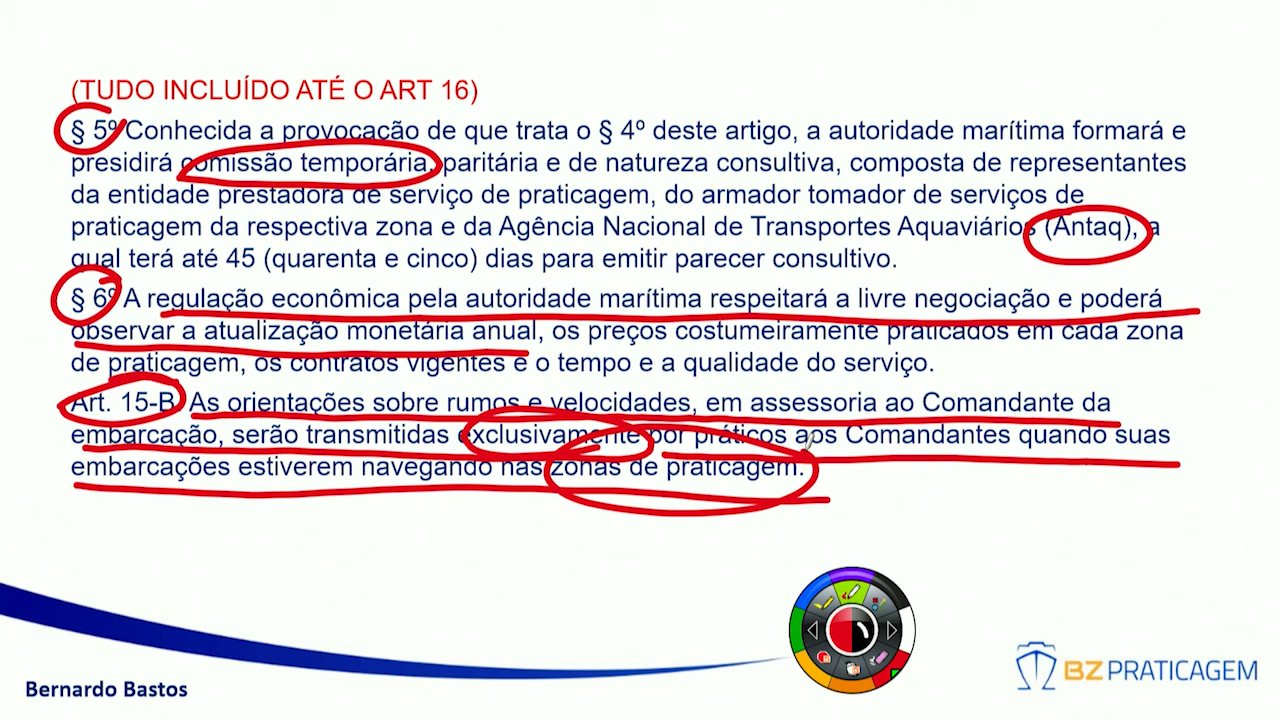 (TUDO INCLUÍDO ATÉ O ART 16)
§ 5º Conhecida a provocação de que trata o § 4º deste artigo, a autoridade marítima formará e
presidirá comissão temporária, paritária e de natureza consultiva, composta de representantes
da entidade prestadora de serviço de praticagem, do armador tomador de serviços de
praticagem da respectiva zona e da Agência Nacional de Transportes Aquaviários (Antaq), a
qual terá até 45 (quarenta e cinco) dias para emitir parecer consultivo.
§ 6º A regulação econômica pela autoridade marítima respeitará a livre negociação e poderá
observar a atualização monetária anual, os preços costumeiramente praticados em cada zona
de praticagem, os contratos vigentes e o tempo e a qualidade do serviço.
Art. 15-B. As orientações sobre rumos e velocidades, em assessoria ao Comandante da
embarcação, serão transmitidas exclusivamente por práticos aos Comandantes quando suas
embarcações estiverem navegando nas zonas de praticagem.
Bernardo Bastos
BZPRATICAGEM